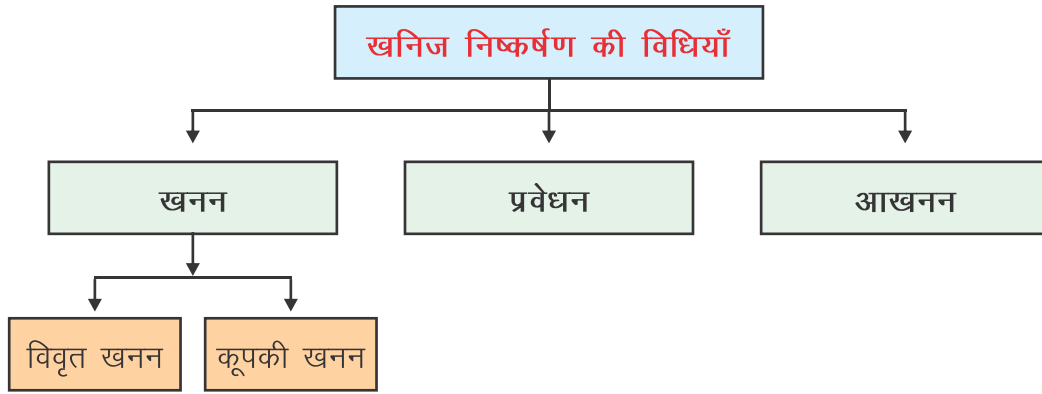 खनिज निष्कर्षण की विधियाँ
खनन
प्रवेधन
आखनन
विवृत खनन
कूपकी खनन